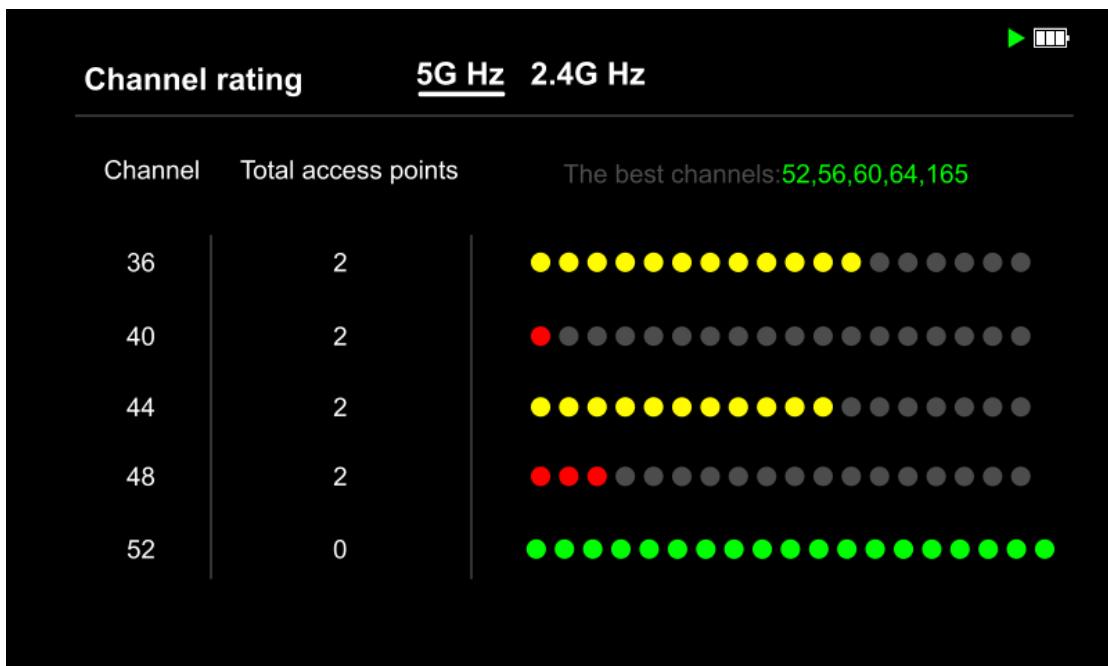 Channel rating 5G Hz 2.4G Hz
Channel Total access points The best channels:52,56,60,64,165
36 2
40 2
44 2
48 2
52 0